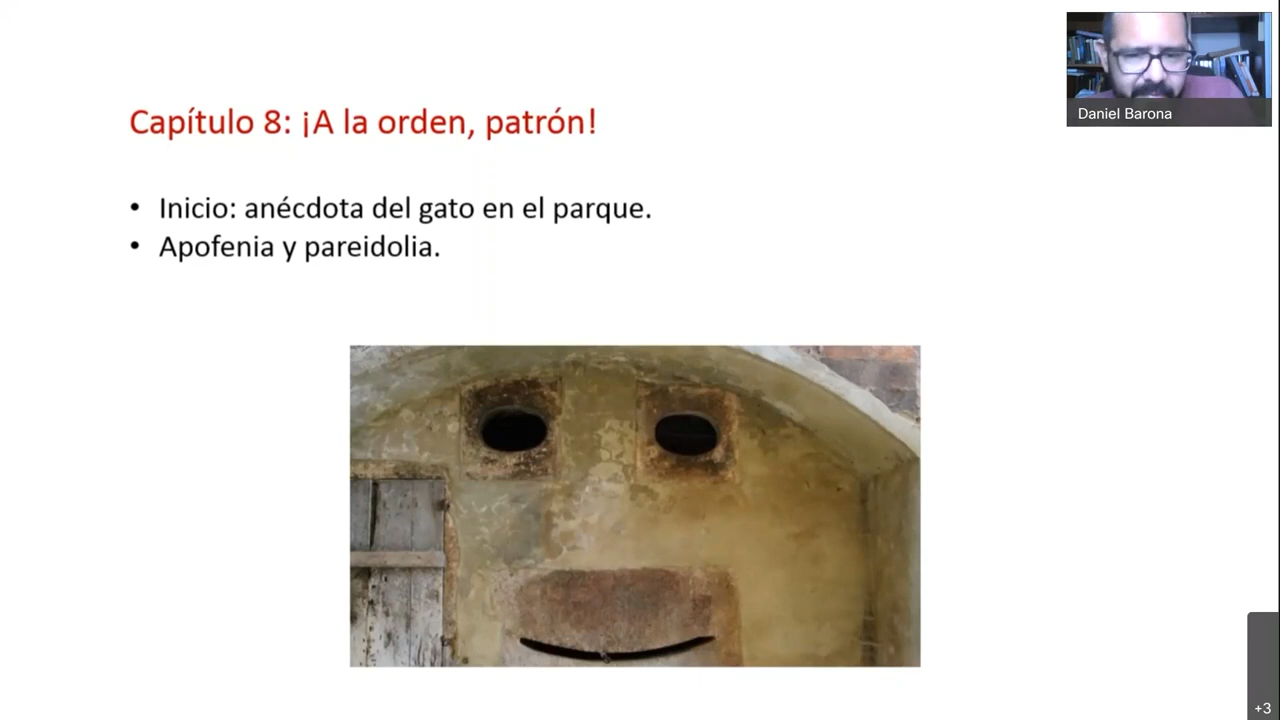 Capítulo 8: ¡A la orden, patrón!
• Inicio: anécdota del gato en el parque.
• Apofenia y pareidolia.
Daniel Barona
+3